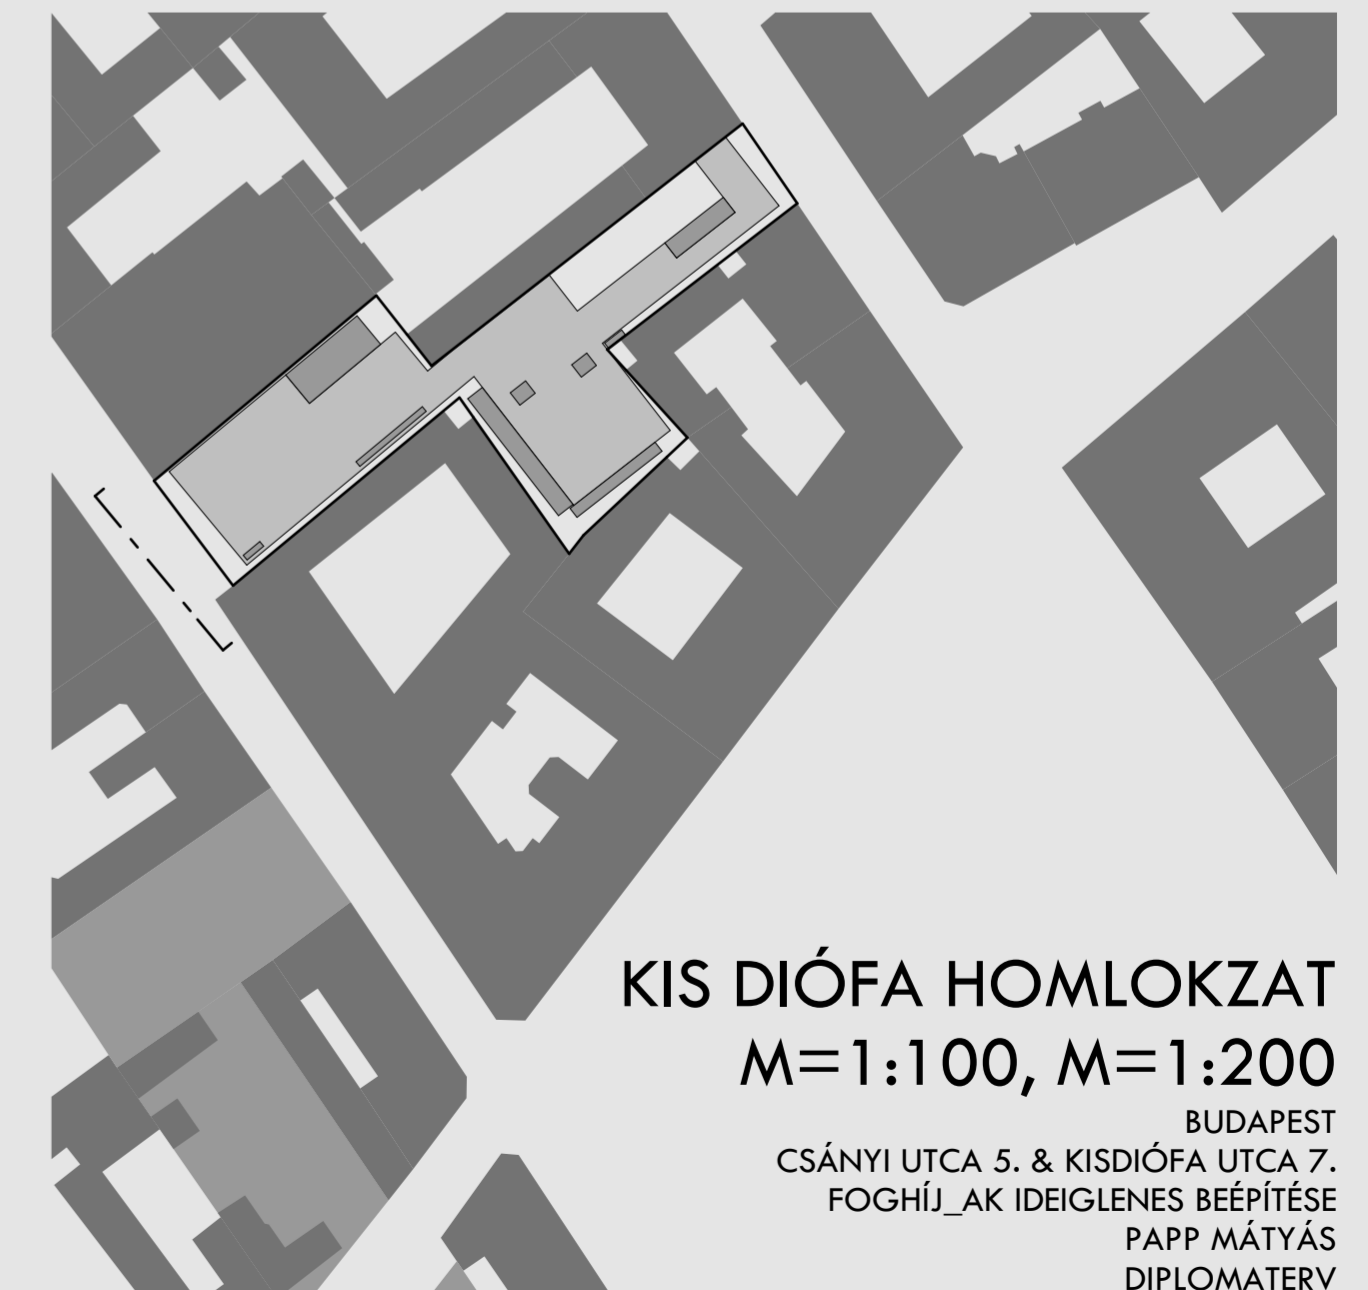 KIS DIÓFA HOMLOKZAT
M=1:100, M=1:200
BUDAPEST
CSÁNYI UTCA 5. & KISDIÓFA UTCA 7.
FOGHÍJ_AK IDEIGLENES BEÉPÍTÉSE
PAPP MÁTYÁS
DIPLOMATERV